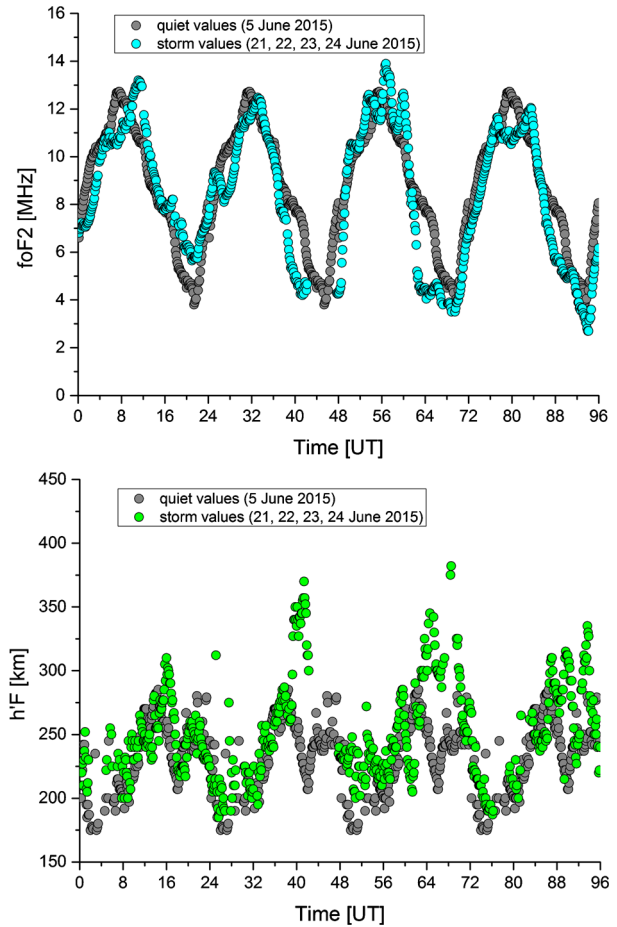 quiet values (5 June 2015)
storm values (21, 22, 23, 24 June 2015)
foF2 [MHz]
16
14
12
10
8
6
4
2
0
0 8 16 24 32 40 48 56 64 72 80 88 96
Time [UT]
quiet values (5 June 2015)
storm values (21, 22, 23, 24 June 2015)
h'F [km]
450
400
350
300
250
200
150
0 8 16 24 32 40 48 56 64 72 80 88 96
Time [UT]